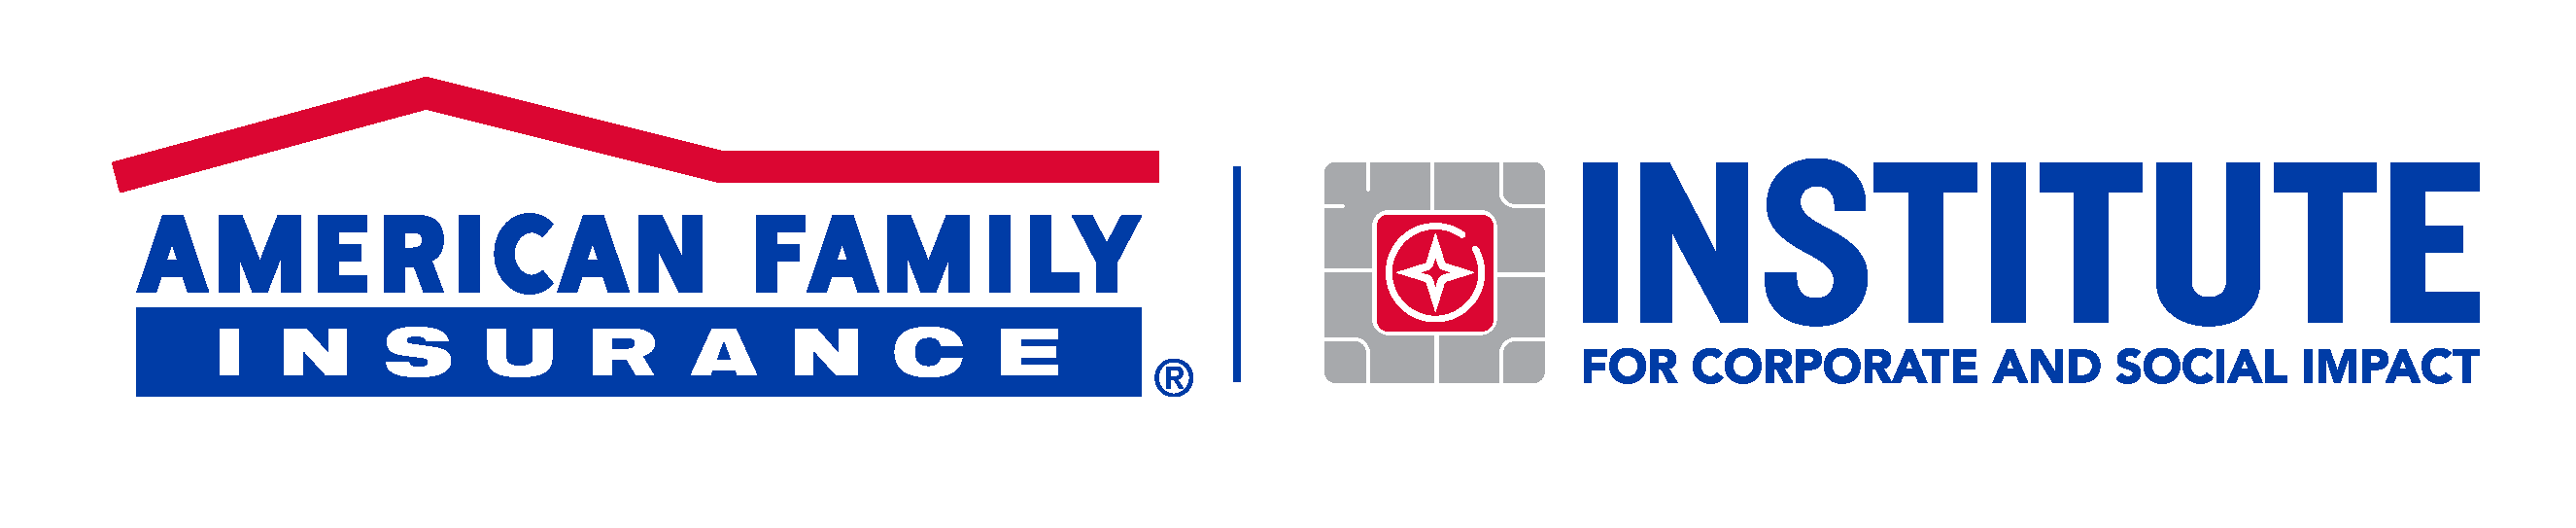 AMERICAN FAMILY
INSURANCE®
INSTITUTE
FOR CORPORATE AND SOCIAL IMPACT